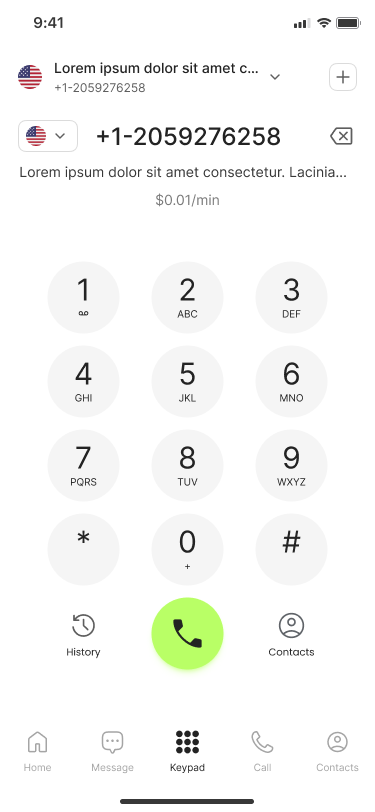 9:41
Lorem ipsum dolor sit amet c...
+1-2059276258
+1-2059276258
Lorem ipsum dolor sit amet consectetur. Lacinia...
$0.01/min
1 2 3
ABC DEF
4 5 6
GHI JKL MNO
7 8 9
PQRS TUV WXYZ
* 0 #
+
History Contacts
Home Message Keypad Call Contacts